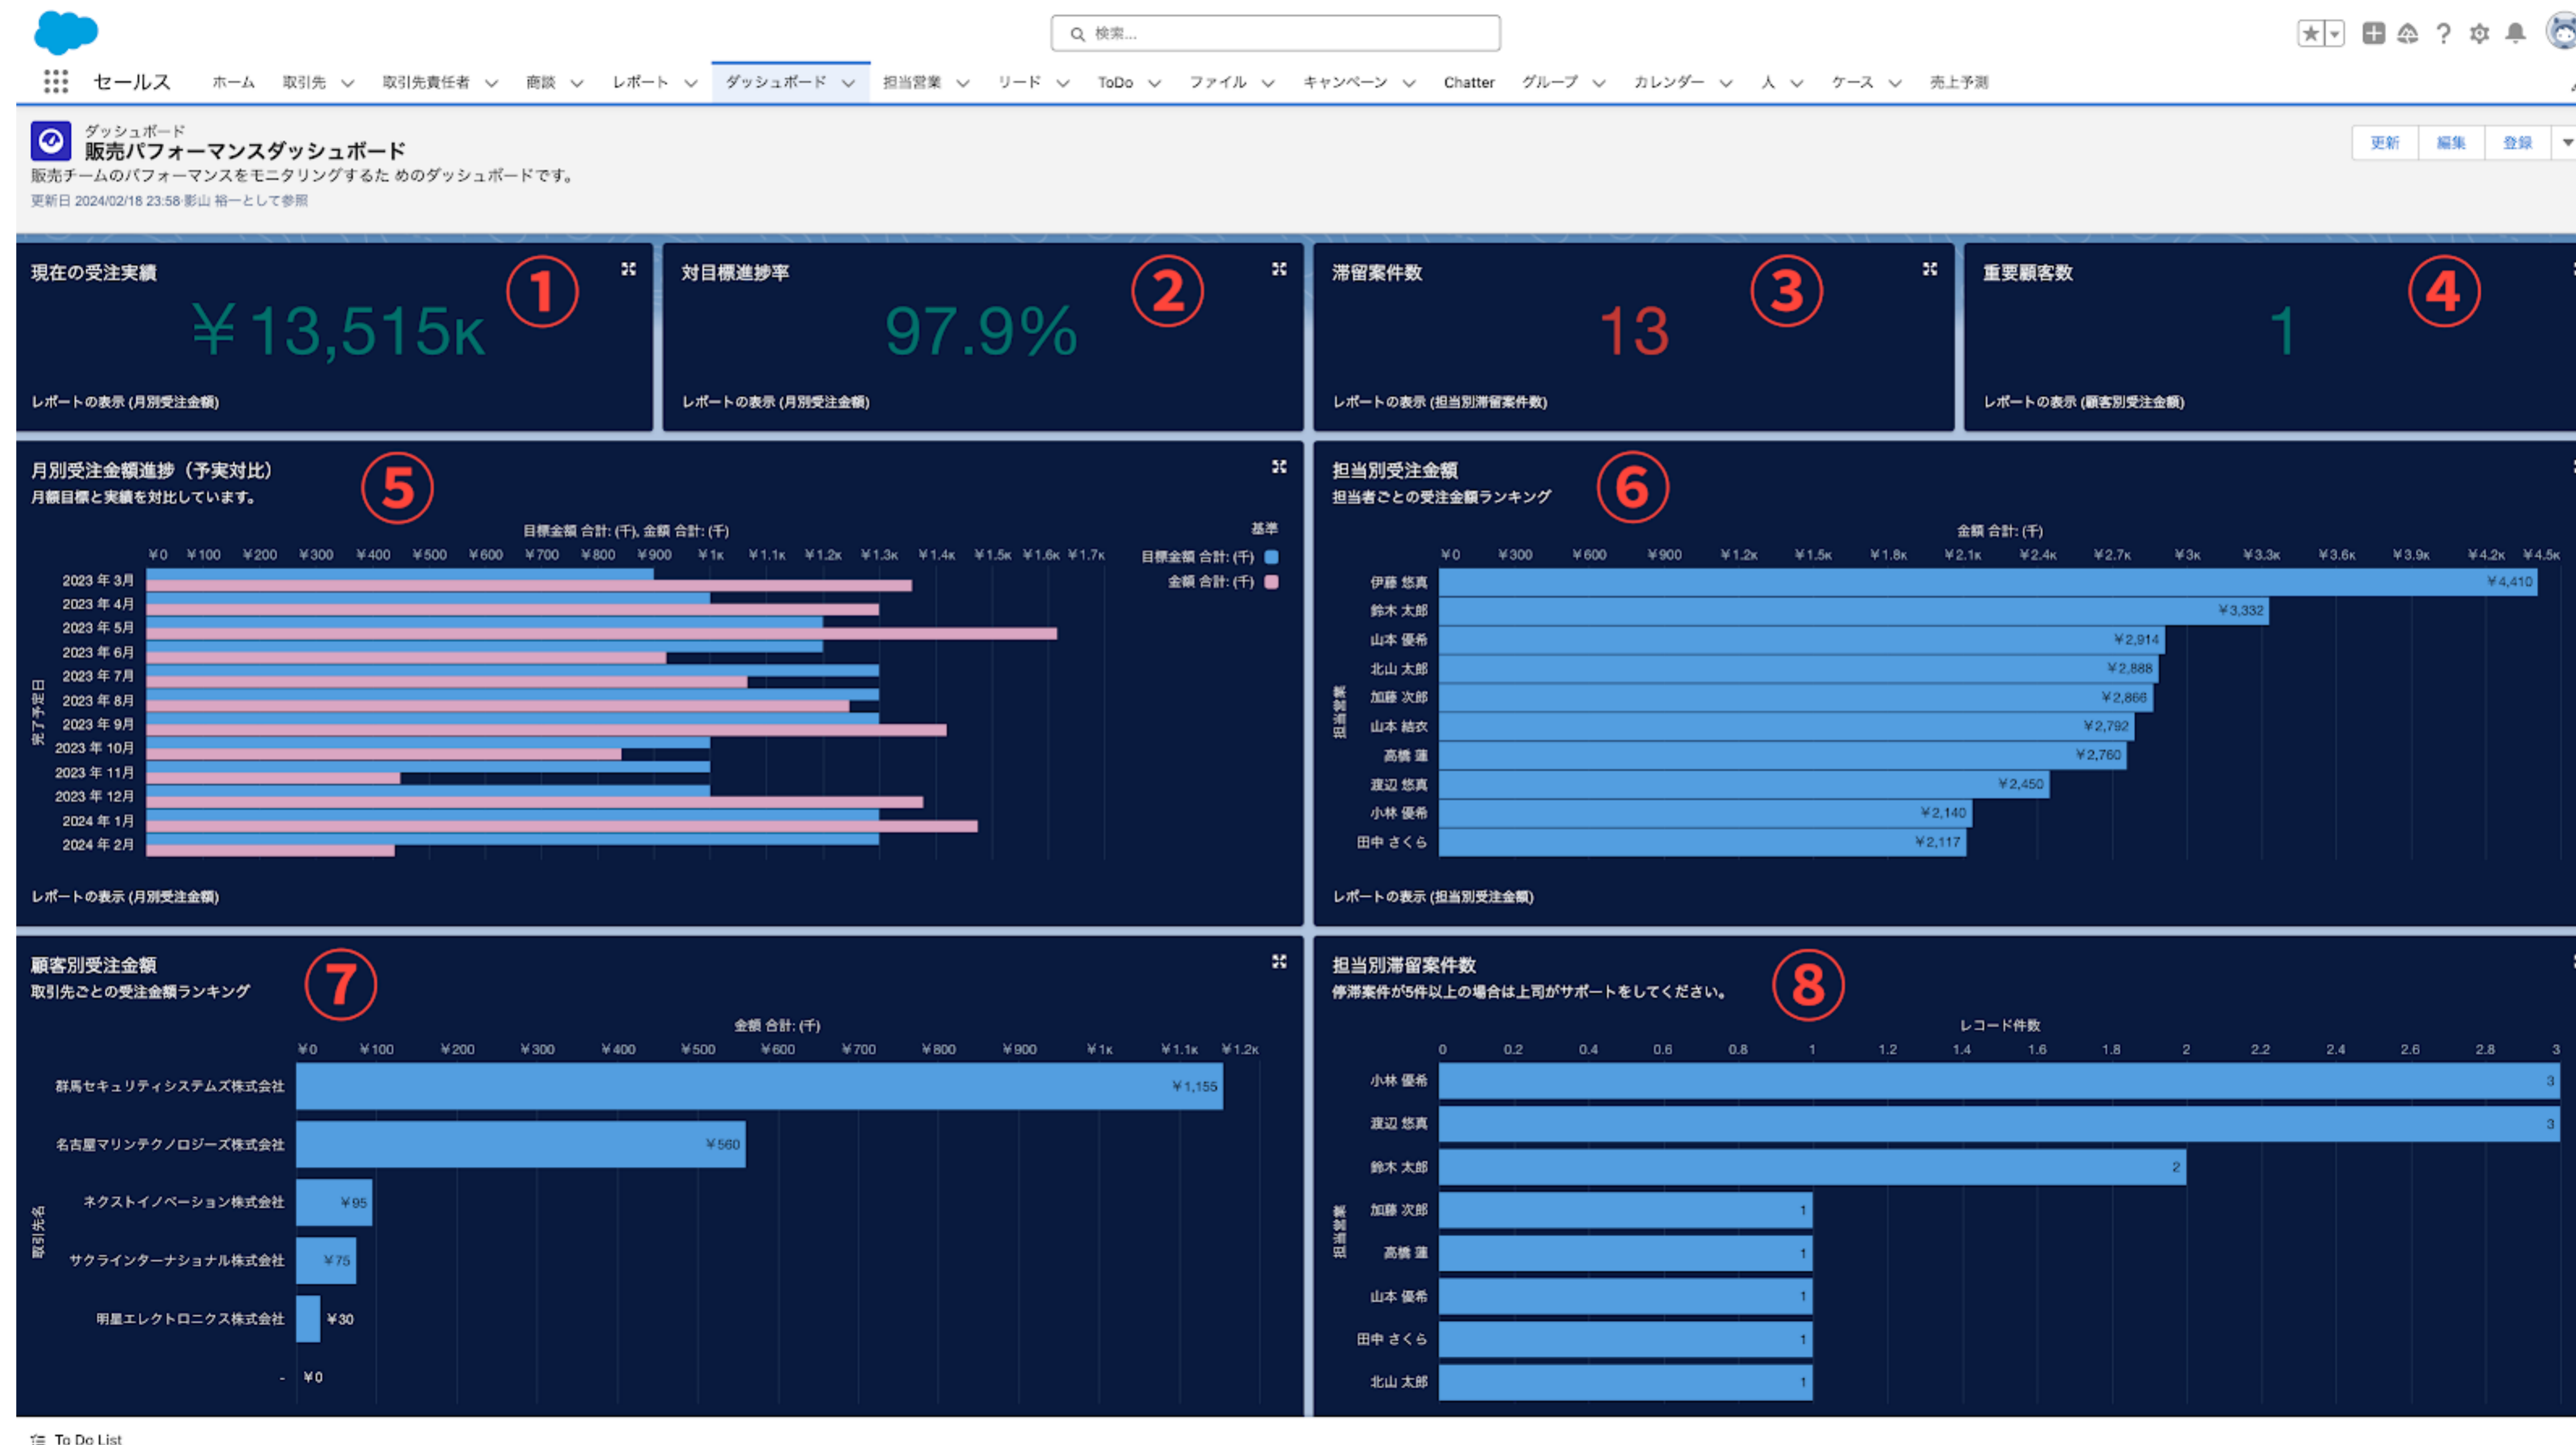 検索...
セールス ホーム 取引先 取引先責任者 商談 レポート ダッシュボード 担当営業 リード ToDo ファイル キャンペーン Chatter グループ カレンダー 人 ケース 売上予測
ダッシュボード
販売パフォーマンスダッシュボード
販売チームのパフォーマンスをモニタリングするた めのダッシュボードです。
更新日 2024/02/18 23:58·影山 裕一として参照
更新 編集 登録
現在の受注実績
①
¥13,515K
レポートの表示 (月別受注金額)
対目標進捗率
②
97.9%
レポートの表示 (月別受注金額)
滞留案件数
③
13
レポートの表示 (担当別滞留案件数)
重要顧客数
④
1
レポートの表示 (顧客別受注金額)
月別受注金額進捗（予実対比）
月額目標と実績を対比しています。
⑤
目標金額 合計: (千), 金額 合計: (千)
¥0 ¥100 ¥200 ¥300 ¥400 ¥500 ¥600 ¥700 ¥800 ¥900 ¥1K ¥1.1K ¥1.2K ¥1.3K ¥1.4K ¥1.5K ¥1.6K ¥1.7K
基準
目標金額 合計: (千)
金額 合計: (千)
完了予定日
2023 年 3月
2023 年 4月
2023 年 5月
2023 年 6月
2023 年 7月
2023 年 8月
2023 年 9月
2023 年 10月
2023 年 11月
2023 年 12月
2024 年 1月
2024 年 2月
レポートの表示 (月別受注金額)
担当別受注金額
担当者ごとの受注金額ランキング
⑥
金額 合計: (千)
¥0 ¥300 ¥600 ¥900 ¥1.2K ¥1.5K ¥1.8K ¥2.1K ¥2.4K ¥2.7K ¥3K ¥3.3K ¥3.6K ¥3.9K ¥4.2K ¥4.5K
担当営業
伊藤 悠真 ¥4,410
鈴木 太郎 ¥3,332
山本 優希 ¥2,914
北山 太郎 ¥2,888
加藤 次郎 ¥2,866
山本 結衣 ¥2,792
高橋 蓮 ¥2,760
渡辺 悠真 ¥2,450
小林 優希 ¥2,140
田中 さくら ¥2,117
レポートの表示 (担当別受注金額)
顧客別受注金額
取引先ごとの受注金額ランキング
⑦
金額 合計: (千)
¥0 ¥100 ¥200 ¥300 ¥400 ¥500 ¥600 ¥700 ¥800 ¥900 ¥1K ¥1.1K ¥1.2K
取引先名
群馬セキュリティシステムズ株式会社 ¥1,155
名古屋マリンテクノロジーズ株式会社 ¥560
ネクストイノベーション株式会社 ¥95
サクラインターナショナル株式会社 ¥75
明星エレクトロニクス株式会社 ¥30
- ¥0
担当別滞留案件数
停滞案件が5件以上の場合は上司がサポートをしてください。
⑧
レコード件数
0 0.2 0.4 0.6 0.8 1 1.2 1.4 1.6 1.8 2 2.2 2.4 2.6 2.8 3
担当営業
小林 優希 3
渡辺 悠真 3
鈴木 太郎 2
加藤 次郎 1
高橋 蓮 1
山本 優希 1
田中 さくら 1
北山 太郎 1
To Do List